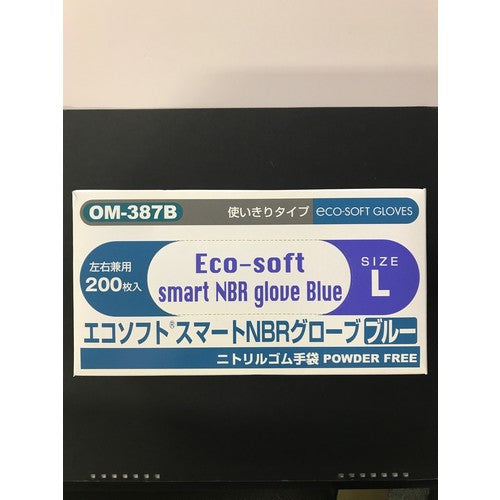 OM-387B 使いきりタイプ eco-SOFT GLOVES
左右兼用
200枚入
Eco-soft
smart NBR glove Blue
SIZE
L
エコソフト®スマートNBRグローブ ブルー
ニトリルゴム手袋 POWDER FREE